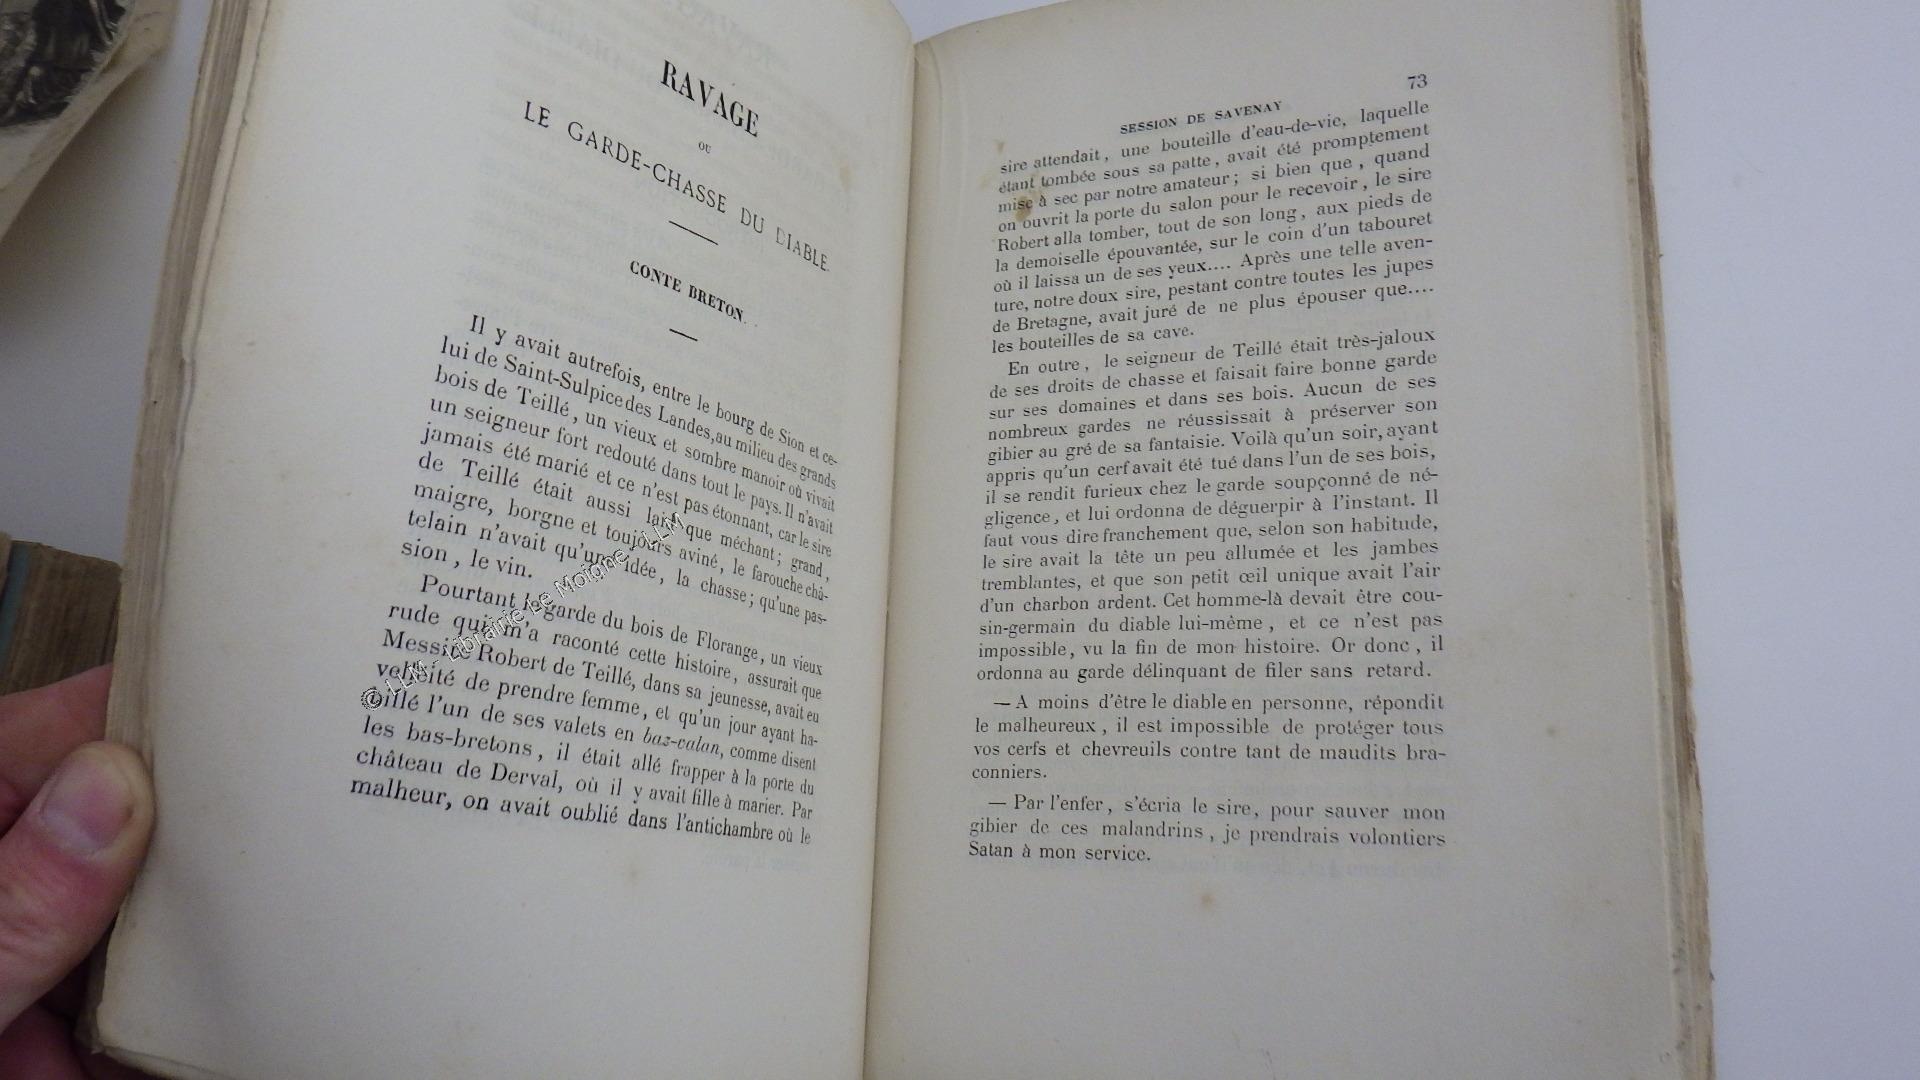 RAVAGE
OU
LE GARDE-CHASSE DU DIABLE.
CONTE BRETON.
Il y avait autrefois, entre le bourg de Sion et ce-
lui de Saint-Sulpice des Landes, au milieu des grands
bois de Teillé, un vieux et sombre manoir où vivait
un seigneur fort redouté dans tout le pays. Il n'avait
jamais été marié et ce n'est pas étonnant, car le sire
de Teillé était aussi laid que méchant; grand,
maigre, borgne et toujours aviné, le farouche châ-
telain n'avait qu'une idée, la chasse; qu'une pas-
sion, le vin.
Pourtant le garde du bois de Florange, un vieux
rude qui m'a raconté cette histoire, assurait que
Messire Robert de Teillé, dans sa jeunesse, avait eu
velléité de prendre femme, et qu'un jour ayant ha-
billé l'un de ses valets en baz-valan, comme disent
les bas-bretons, il était allé frapper à la porte du
château de Derval, où il y avait fille à marier. Par
malheur, on avait oublié dans l'antichambre où le
© LLM - Librairie Le Moigne - LLM
SESSION DE SAVENAY
73
sire attendait, une bouteille d'eau-de-vie, laquelle
étant tombée sous sa patte, avait été promptement
mise à sec par notre amateur; si bien que, quand
on ouvrit la porte du salon pour le recevoir, le sire
Robert alla tomber, tout de son long, aux pieds de
la demoiselle épouvantée, sur le coin d'un tabouret
où il laissa un de ses yeux.... Après une telle aven-
ture, notre doux sire, pestant contre toutes les jupes
de Bretagne, avait juré de ne plus épouser que....
les bouteilles de sa cave.
En outre, le seigneur de Teillé était très-jaloux
de ses droits de chasse et faisait faire bonne garde
sur ses domaines et dans ses bois. Aucun de ses
nombreux gardes ne réussissait à préserver son
gibier au gré de sa fantaisie. Voilà qu'un soir, ayant
appris qu'un cerf avait été tué dans l'un de ses bois,
il se rendit furieux chez le garde soupçonné de né-
gligence, et lui ordonna de déguerpir à l'instant. Il
faut vous dire franchement que, selon son habitude,
le sire avait la tête un peu allumée et les jambes
tremblantes, et que son petit œil unique avait l'air
d'un charbon ardent. Cet homme-là devait être cou-
sin-germain du diable lui-même, et ce n'est pas
impossible, vu la fin de mon histoire. Or donc, il
ordonna au garde délinquant de filer sans retard.
— A moins d'être le diable en personne, répondit
le malheureux, il est impossible de protéger tous
vos cerfs et chevreuils contre tant de maudits bra-
conniers.
— Par l'enfer, s'écria le sire, pour sauver mon
gibier de ces malandrins, je prendrais volontiers
Satan à mon service.